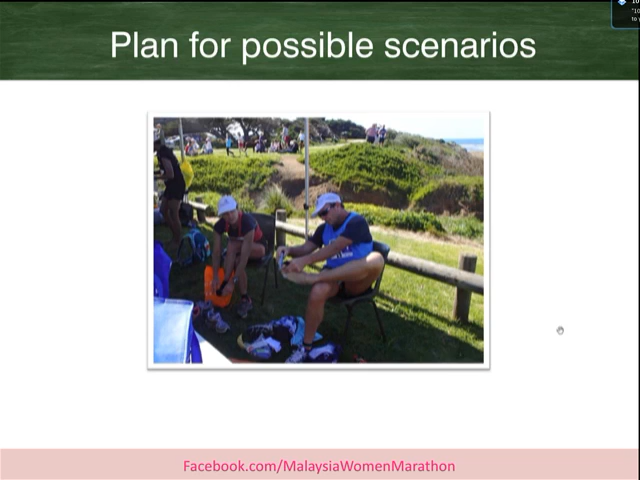 Plan for possible scenarios
Facebook.com/MalaysiaWomenMarathon